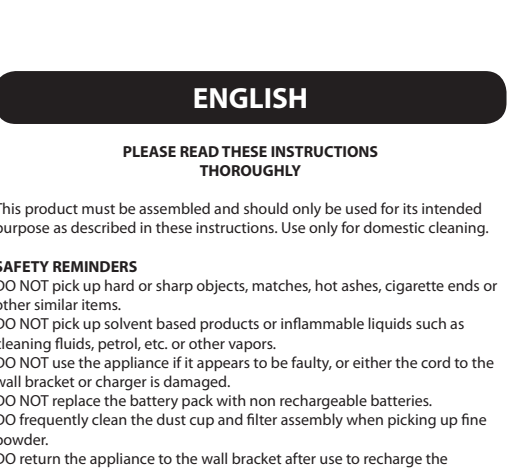 ENGLISH
PLEASE READ THESE INSTRUCTIONS
THOROUGHLY
This product must be assembled and should only be used for its intended
purpose as described in these instructions. Use only for domestic cleaning.
SAFETY REMINDERS
DO NOT pick up hard or sharp objects, matches, hot ashes, cigarette ends or
other similar items.
DO NOT pick up solvent based products or inflammable liquids such as
cleaning fluids, petrol, etc. or other vapors.
DO NOT use the appliance if it appears to be faulty, or either the cord to the
wall bracket or charger is damaged.
DO NOT replace the battery pack with non rechargeable batteries.
DO frequently clean the dust cup and filter assembly when picking up fine
powder.
DO return the appliance to the wall bracket after use to recharge the